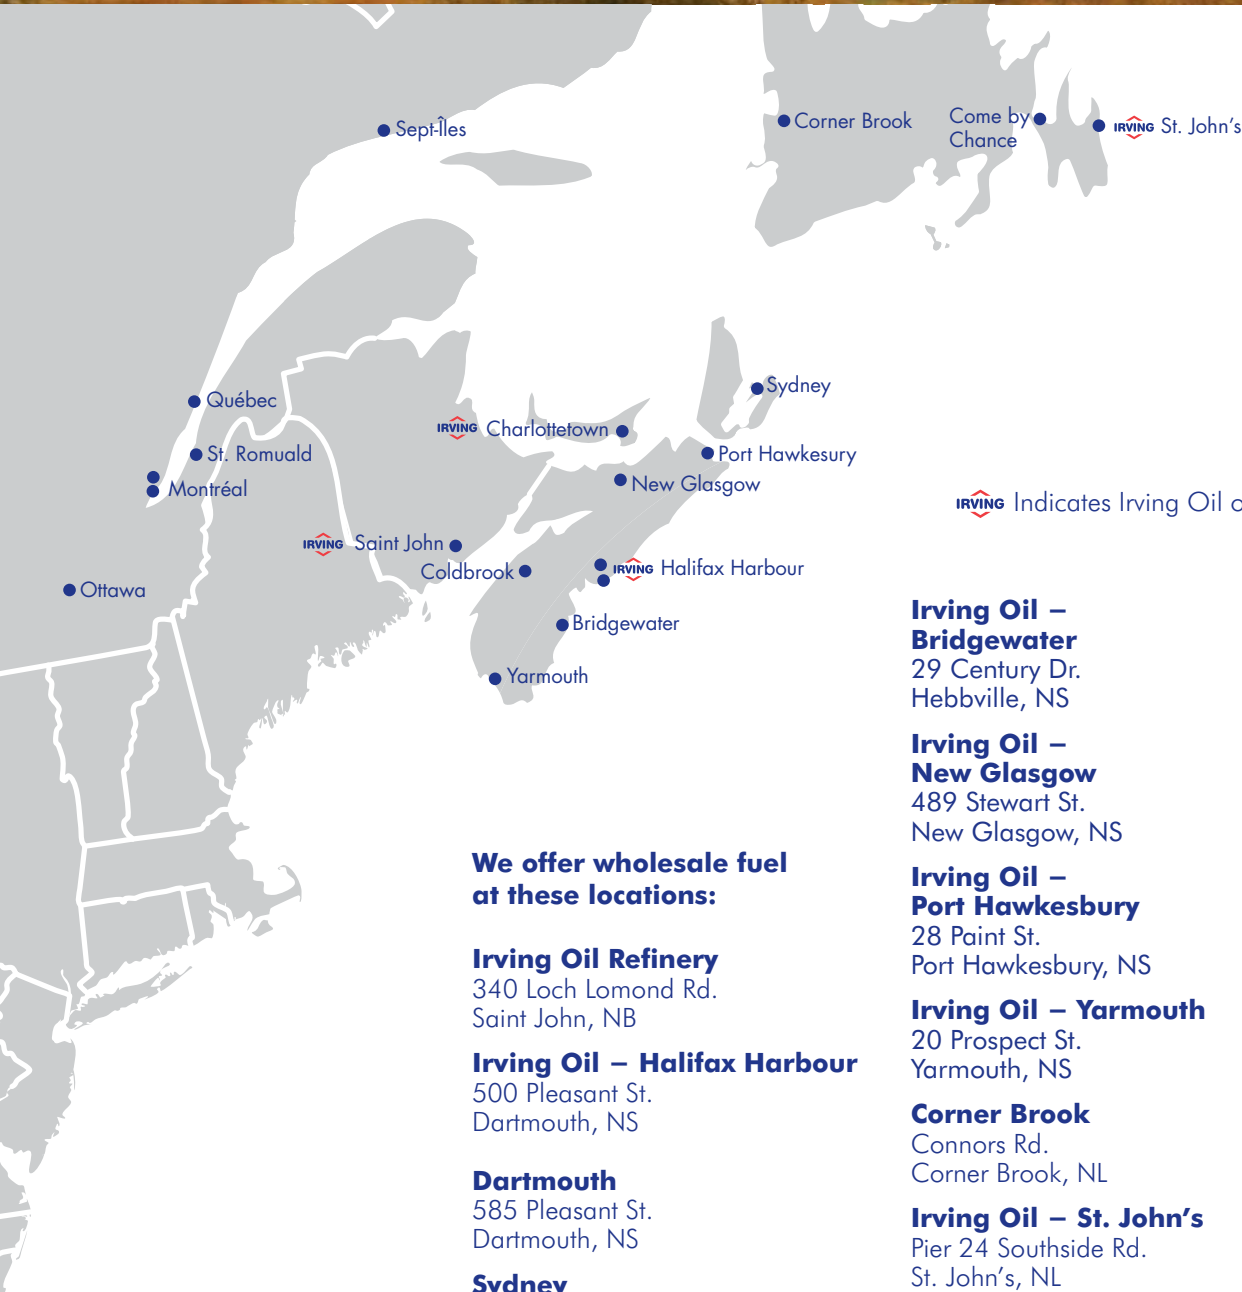 Sept-Îles
Corner Brook
Come by
Chance
IRVING St. John's
Québec
IRVING Charlottetown
Sydney
St. Romuald
Port Hawkesury
Montréal
New Glasgow
IRVING Indicates Irving Oil
IRVING Saint John
Coldbrook
IRVING Halifax Harbour
Ottawa
Bridgewater
Yarmouth
We offer wholesale fuel
at these locations:
Irving Oil Refinery
340 Loch Lomond Rd.
Saint John, NB
Irving Oil – Halifax Harbour
500 Pleasant St.
Dartmouth, NS
Dartmouth
585 Pleasant St.
Dartmouth, NS
Sydney
Irving Oil –
Bridgewater
29 Century Dr.
Hebbville, NS
Irving Oil –
New Glasgow
489 Stewart St.
New Glasgow, NS
Irving Oil –
Port Hawkesbury
28 Paint St.
Port Hawkesbury, NS
Irving Oil – Yarmouth
20 Prospect St.
Yarmouth, NS
Corner Brook
Connors Rd.
Corner Brook, NL
Irving Oil – St. John's
Pier 24 Southside Rd.
St. John's, NL